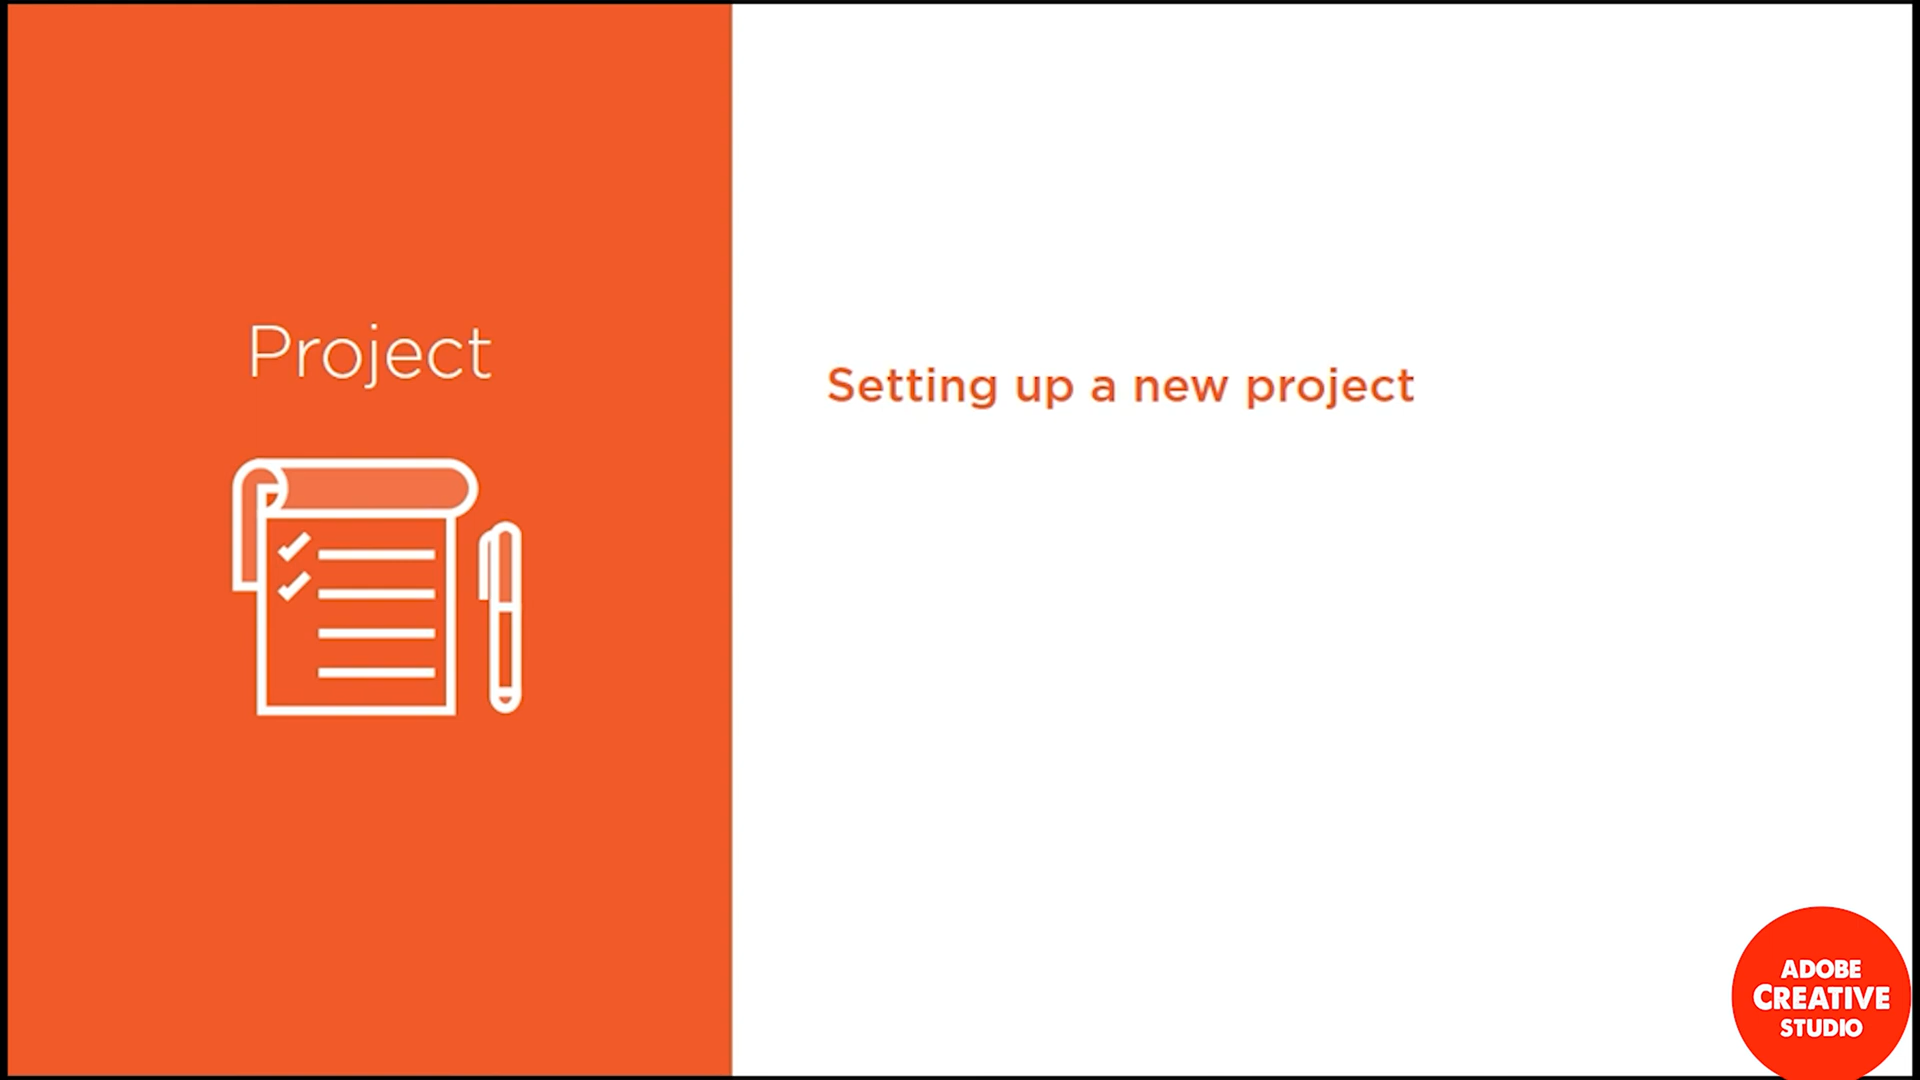 Project
Setting up a new project
ADOBE
CREATIVE
STUDIO